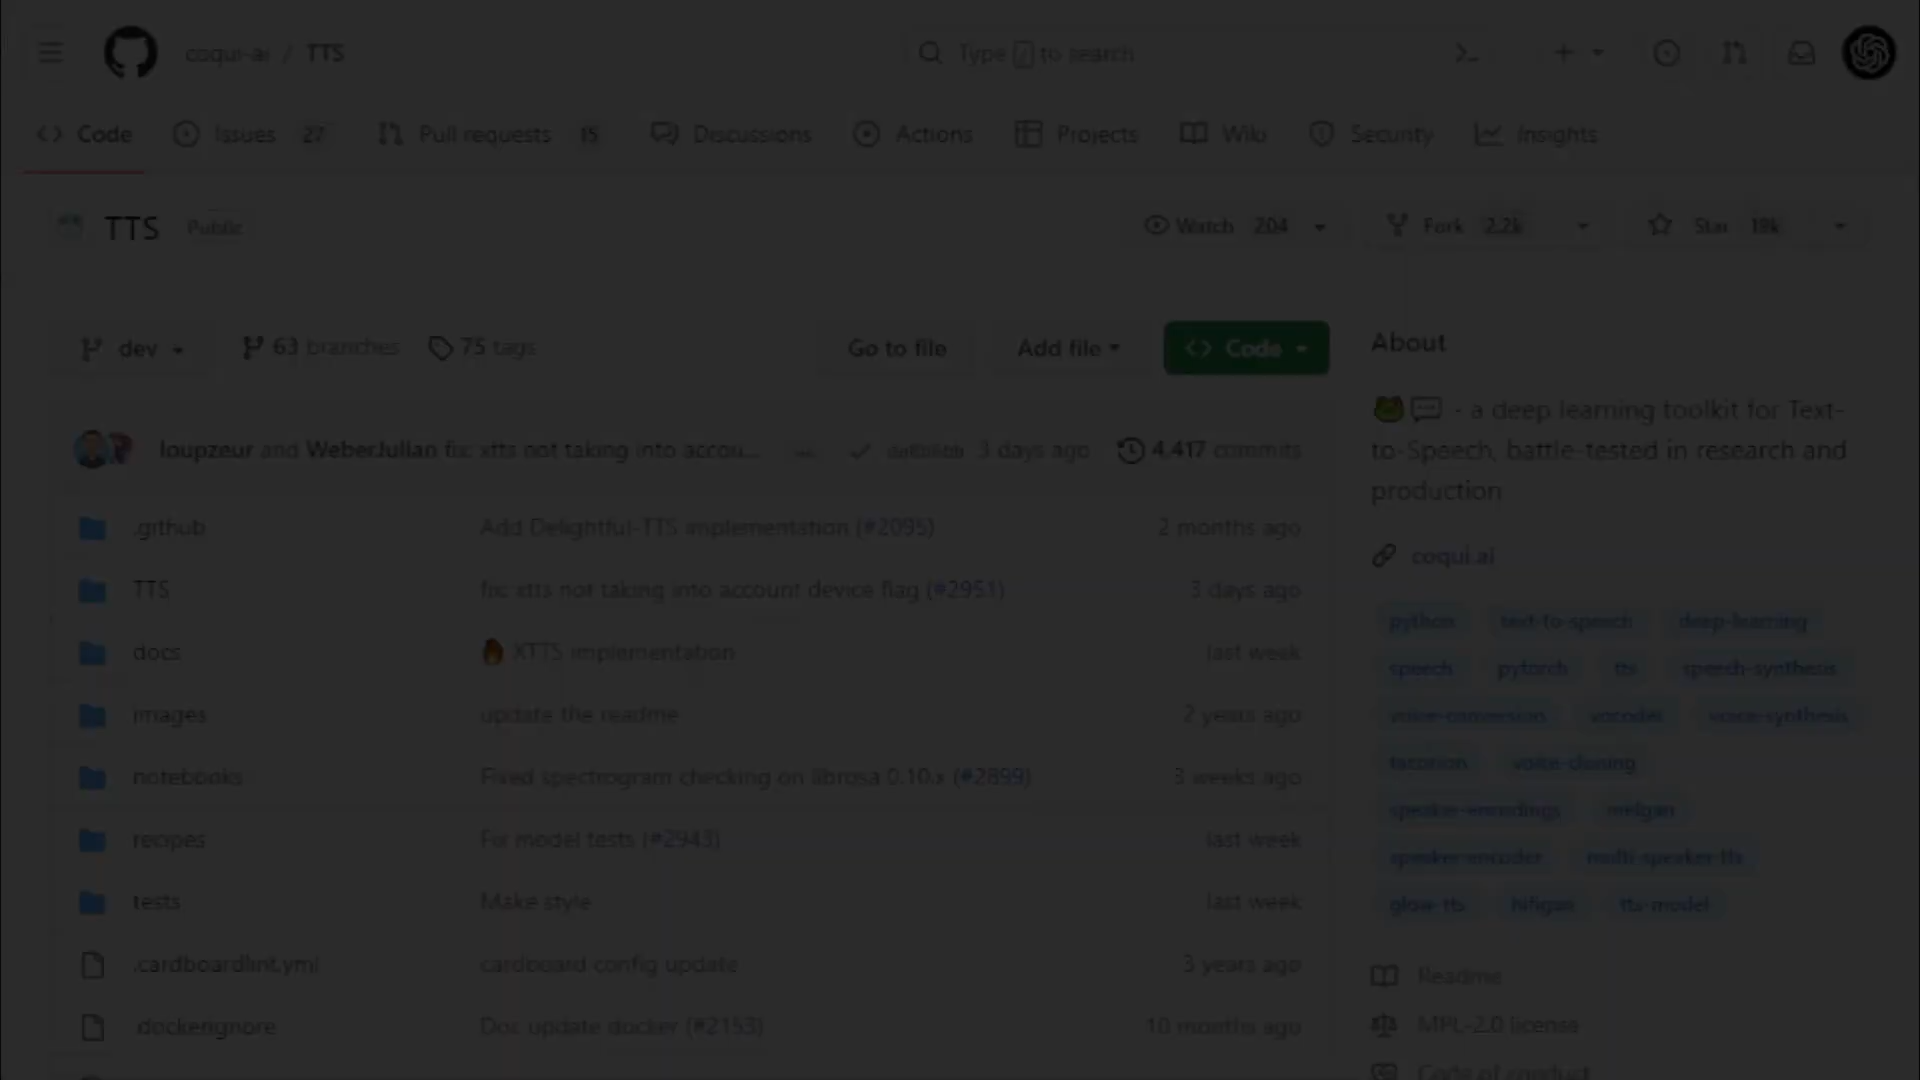 coqui-ai / TTS
Type / to search
Code
Issues 27
Pull requests 15
Discussions
Actions
Projects
Wiki
Security
Insights
TTS Public
Watch 204
Fork 2.2k
Star 19k
dev
63 branches
75 tags
Go to file
Add file
Code
loupzeur and WeberJulian fix: xtts not taking into accou... 3 days ago 4,417 commits
.github Add Delightful-TTS implementation (#2095) 2 months ago
TTS fix: xtts not taking into account device flag (#2951) 3 days ago
docs 🔥 XTTS implementation last week
images update the readme 2 years ago
notebooks Fixed spectrogram checking on librosa 0.10.x (#2899) 3 weeks ago
recipes Fix model tests (#2943) last week
tests Make style last week
.cardboardlint.yml cardboard config update 3 years ago
.dockerignore Doc update docker (#2153) 10 months ago
About
🐸💬 - a deep learning toolkit for Text-
to-Speech, battle-tested in research and
production
coqui.ai
python text-to-speech deep-learning
speech pytorch tts speech-synthesis
voice-conversion vocoder voice-synthesis
tacotron voice-cloning
speaker-encodings melgan
speaker-encoder multi-speaker-tts
glow-tts hifigan tts-model
Readme
MPL-2.0 license
Code of conduct